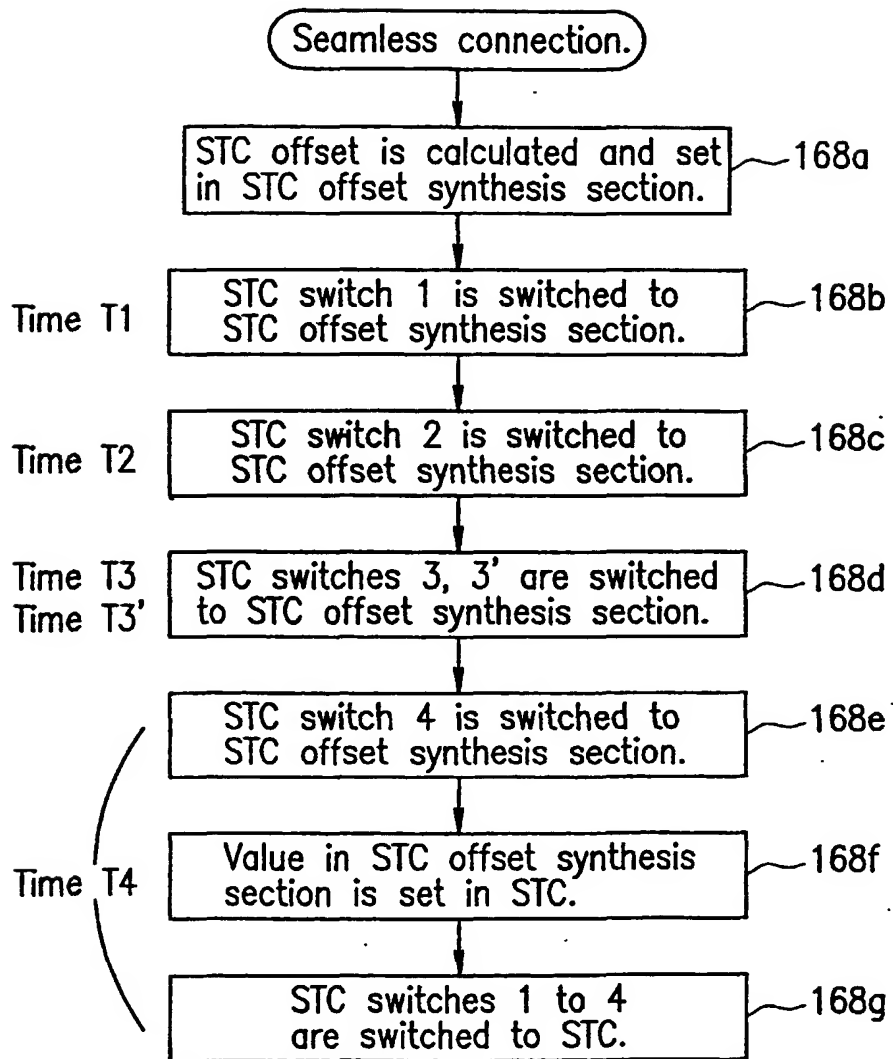 Seamless connection.
STC offset is calculated and set
in STC offset synthesis section.
168a
Time T1
STC switch 1 is switched to
STC offset synthesis section.
168b
Time T2
STC switch 2 is switched to
STC offset synthesis section.
168c
Time T3
Time T3'
STC switches 3, 3' are switched
to STC offset synthesis section.
168d
STC switch 4 is switched to
STC offset synthesis section.
168e
Time T4
Value in STC offset synthesis
section is set in STC.
168f
STC switches 1 to 4
are switched to STC.
168g